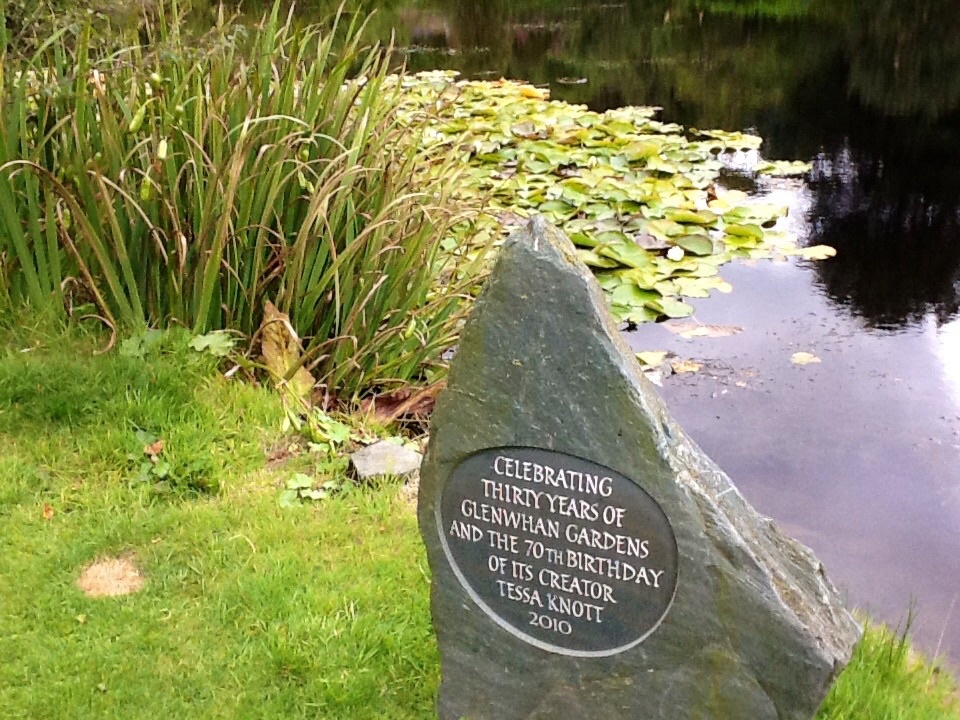 CELEBRATING
THIRTY YEARS OF
GLENWHAN GARDENS
AND THE 70TH BIRTHDAY
OF ITS CREATOR
TESSA KNOTT
2010